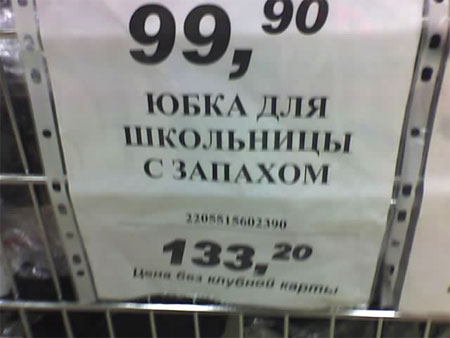 99,90
ЮБКА ДЛЯ
ШКОЛЬНИЦЫ
С ЗАПАХОМ
2205515602390
133,20
Цена без клубной карты